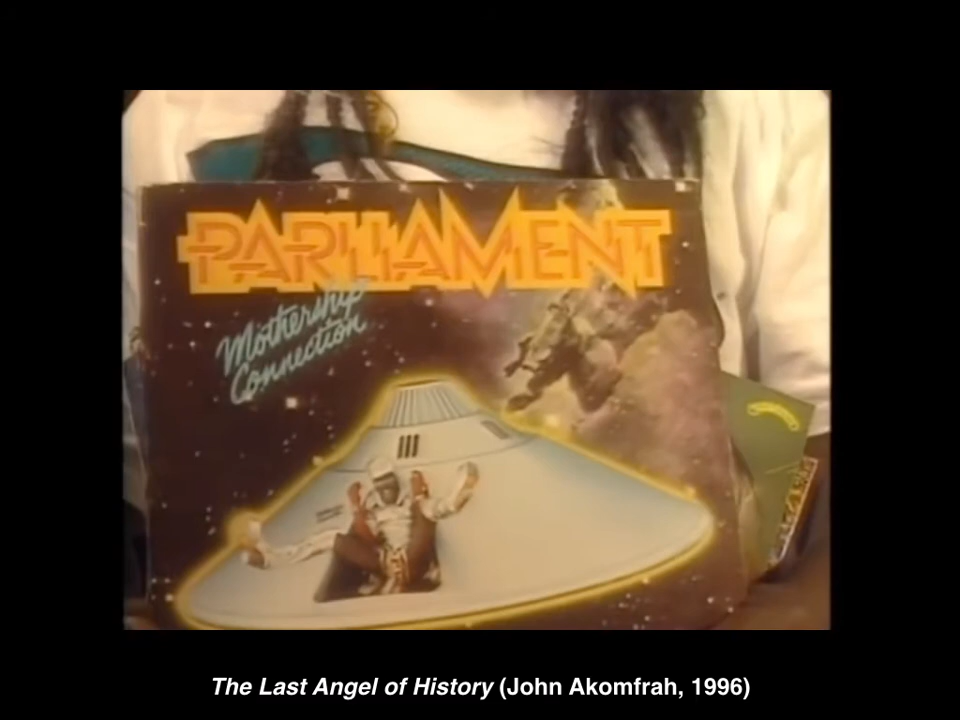 PARLIAMENT
Mothership
Connection
The Last Angel of History (John Akomfrah, 1996)